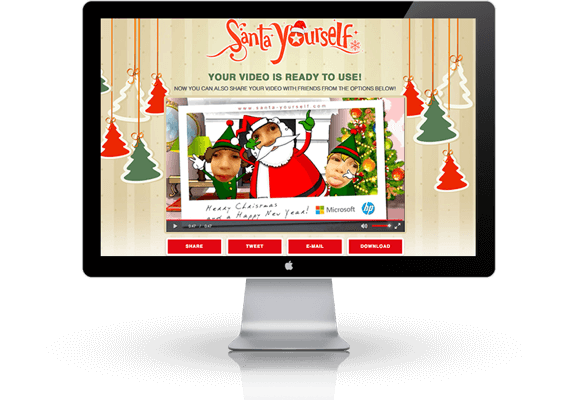 Santa Yourself
YOUR VIDEO IS READY TO USE!
NOW YOU CAN ALSO SHARE YOUR VIDEO WITH FRIENDS FROM THE OPTIONS BELOW!
www.santa-yourself.com
Merry Christmas
and a Happy New Year!
Microsoft
hp
0:47 / 0:47
SHARE TWEET E-MAIL DOWNLOAD